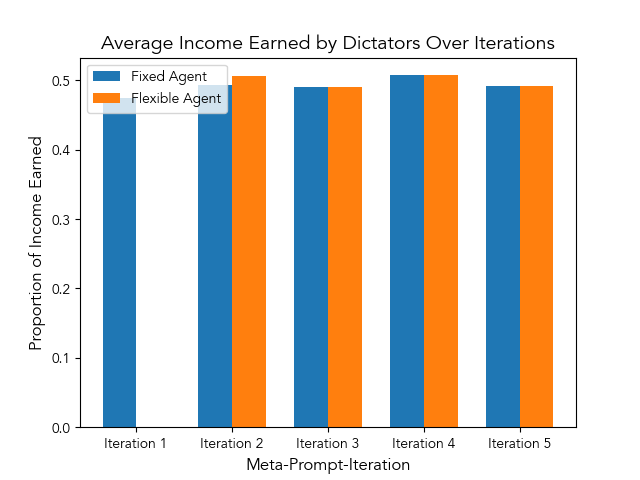 Average Income Earned by Dictators Over Iterations
Fixed Agent
Flexible Agent
0.5
0.4
0.3
0.2
0.1
0.0
Proportion of Income Earned
Iteration 1
Iteration 2
Iteration 3
Iteration 4
Iteration 5
Meta-Prompt-Iteration